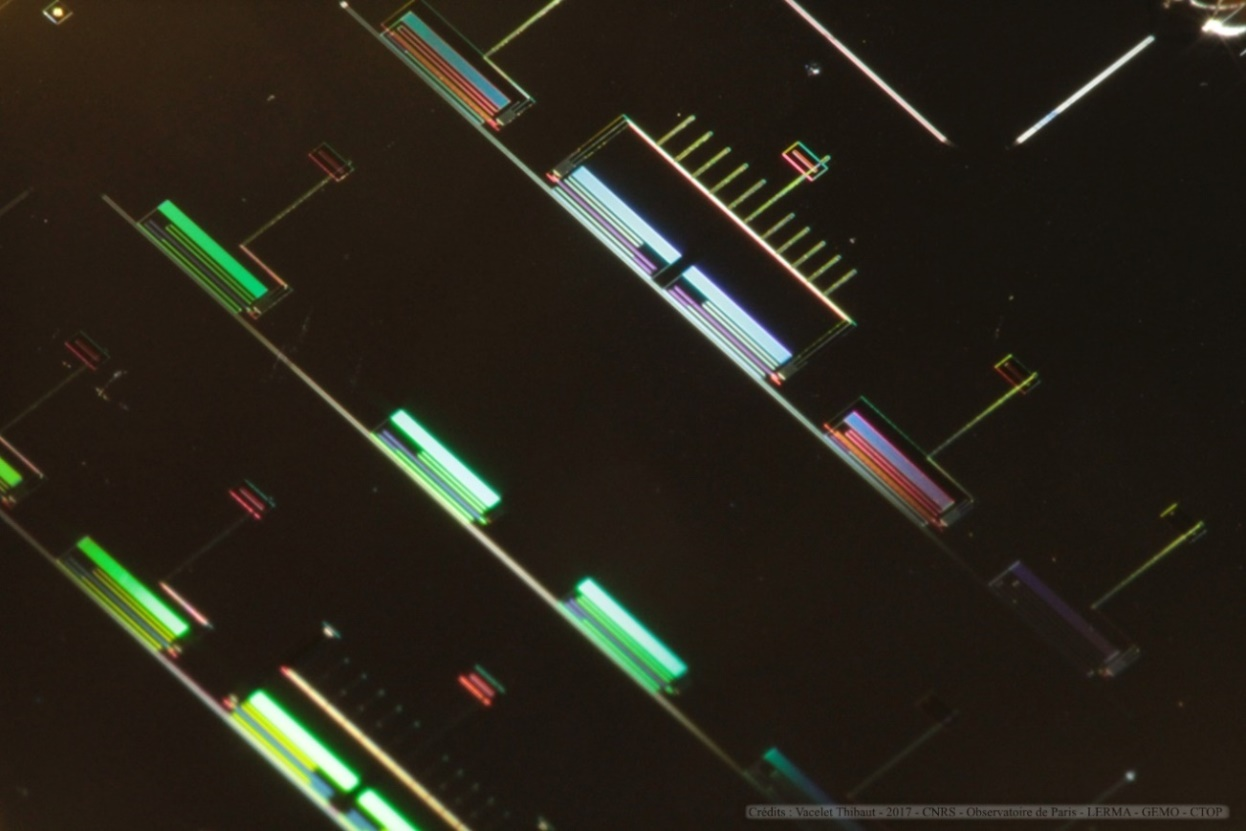 Crédits : Vacelet Thibaut - 2017 - CNRS - Observatoire de Paris - LERMA - GEMO - CTOP